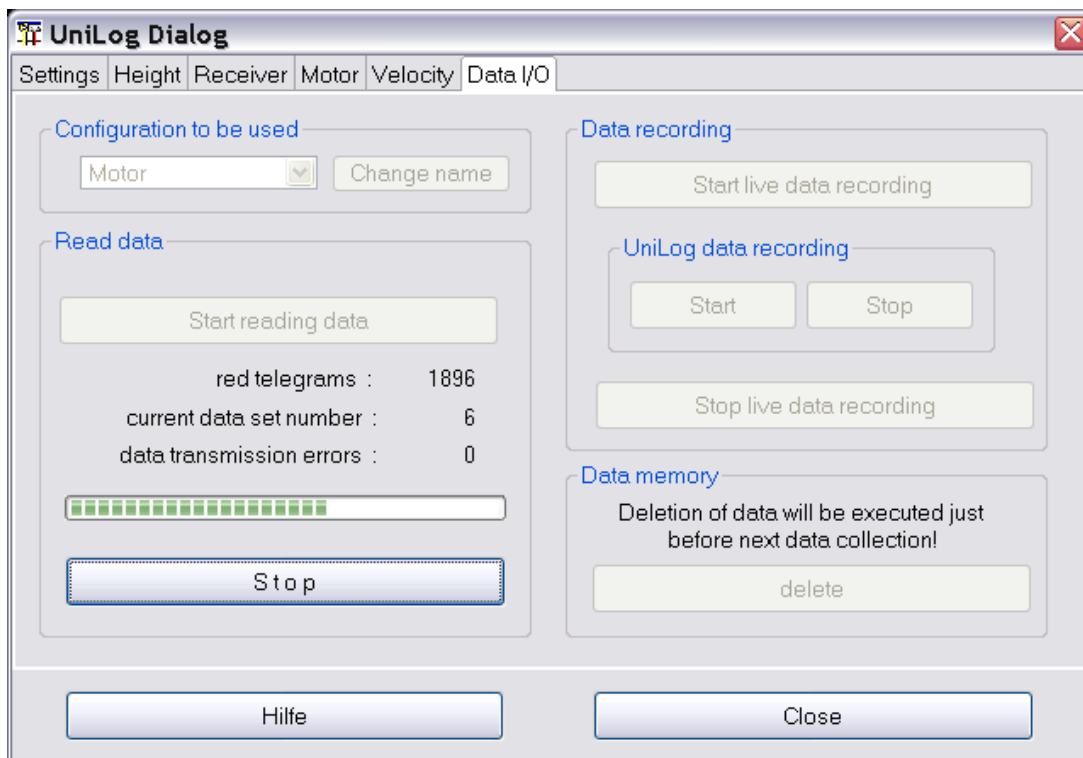 UniLog Dialog
Settings Height Receiver Motor Velocity Data I/O
Configuration to be used
Motor Change name
Read data
Start reading data
red telegrams : 1896
current data set number : 6
data transmission errors : 0
Stop
Data recording
Start live data recording
UniLog data recording
Start Stop
Stop live data recording
Data memory
Deletion of data will be executed just
before next data collection!
delete
Hilfe Close